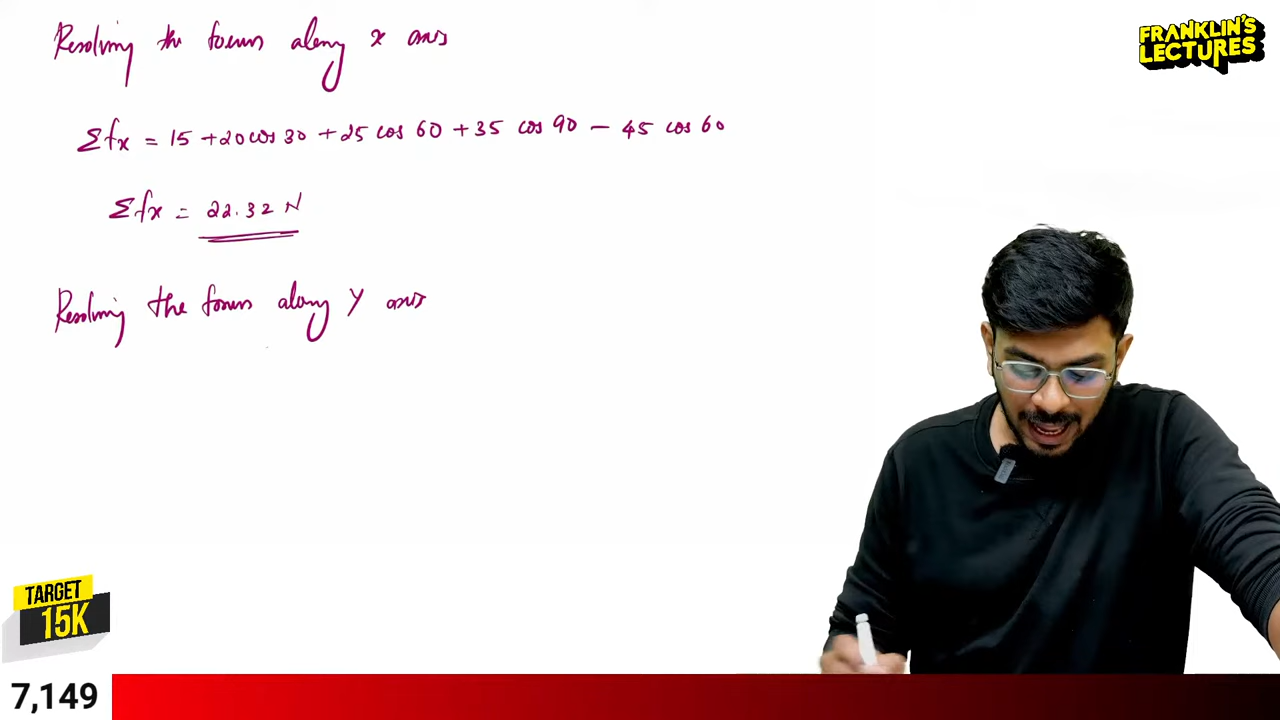 Resolving the forces along x axis
FRANKLIN'S
LECTURES
Σfx = 15 + 20 cos 30 + 25 cos 60 + 35 cos 90 − 45 cos 60
Σfx = 22.32 N
Resolving the forces along Y axis
TARGET
15K
7,149